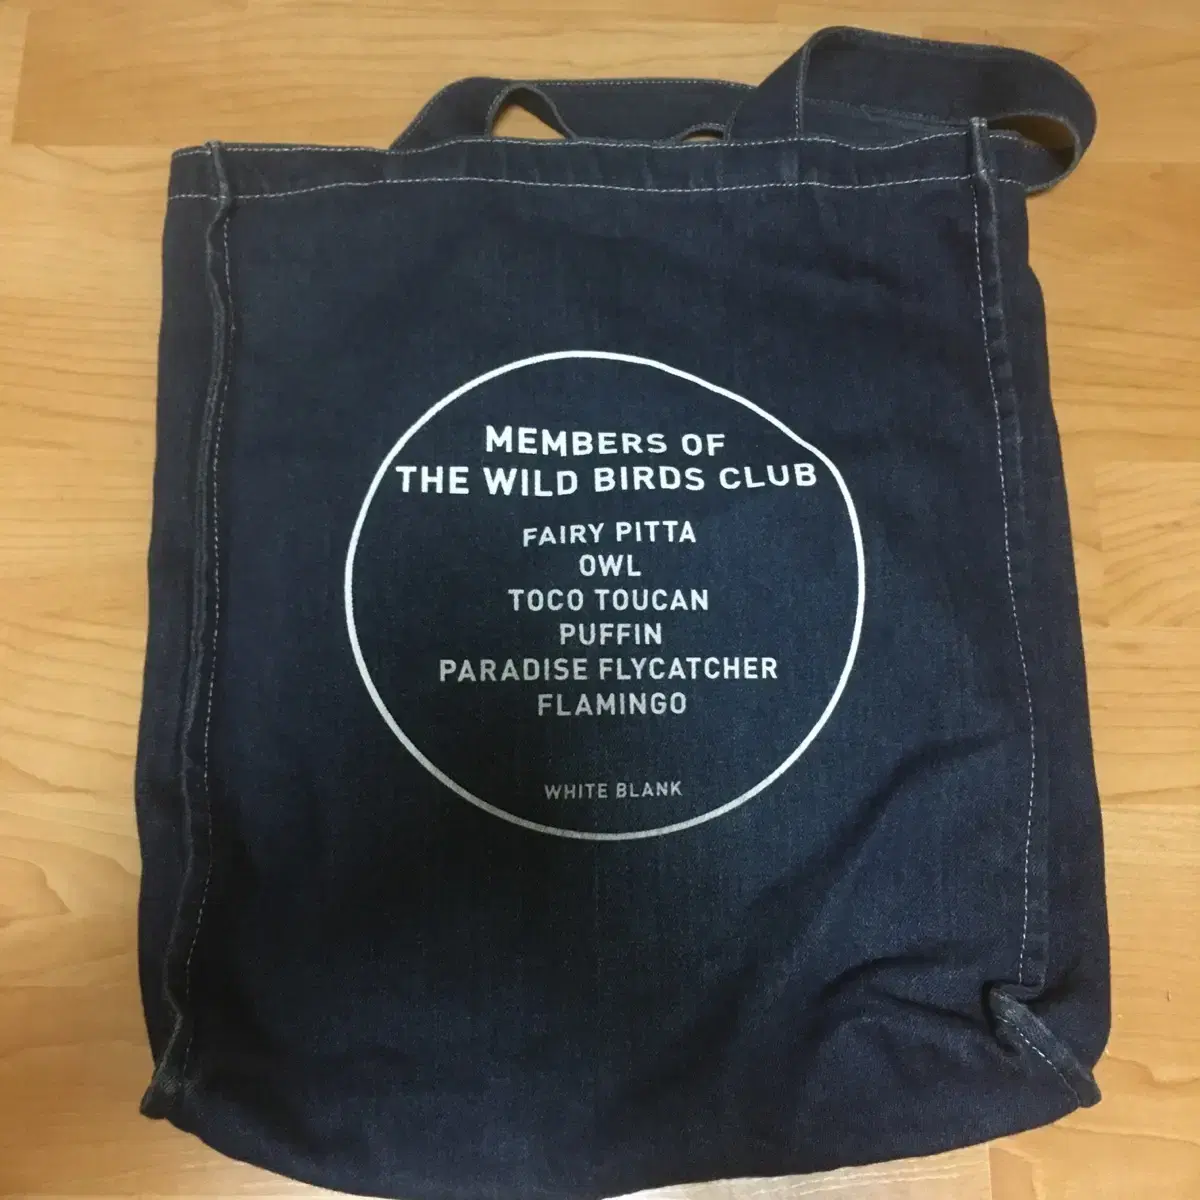 MEMBERS OF
THE WILD BIRDS CLUB
FAIRY PITTA
OWL
TOCO TOUCAN
PUFFIN
PARADISE FLYCATCHER
FLAMINGO
WHITE BLANK